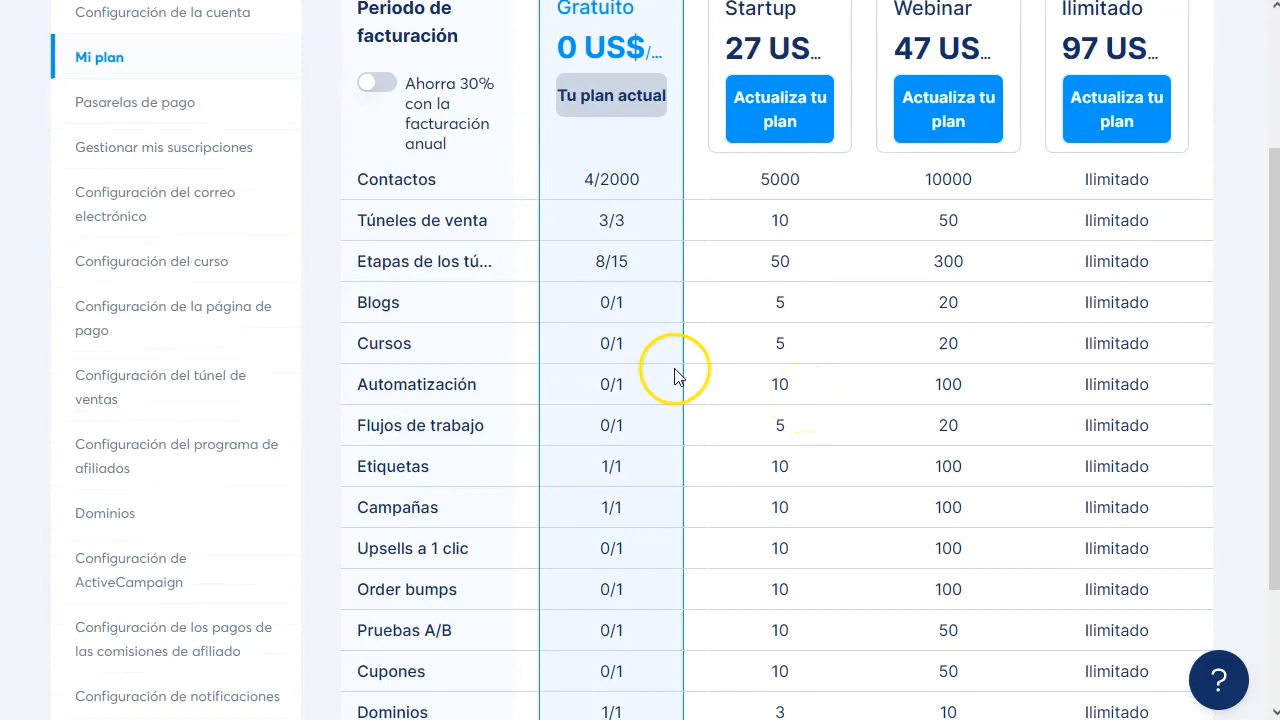 Configuración de la cuenta
Mi plan
Pasarelas de pago
Gestionar mis suscripciones
Configuración del correo
electrónico
Configuración del curso
Configuración de la página de
pago
Configuración del túnel de
ventas
Configuración del programa de
afiliados
Dominios
Configuración de
ActiveCampaign
Configuración de los pagos de
las comisiones de afiliado
Configuración de notificaciones
Periodo de
facturación
Ahorra 30%
con la
facturación
anual
Gratuito
0 US$/...
Tu plan actual
Startup
27 US...
Actualiza tu
plan
Webinar
47 US...
Actualiza tu
plan
Ilimitado
97 US...
Actualiza tu
plan
Contactos 4/2000 5000 10000 Ilimitado
Túneles de venta 3/3 10 50 Ilimitado
Etapas de los tú... 8/15 50 300 Ilimitado
Blogs 0/1 5 20 Ilimitado
Cursos 0/1 5 20 Ilimitado
Automatización 0/1 10 100 Ilimitado
Flujos de trabajo 0/1 5 20 Ilimitado
Etiquetas 1/1 10 100 Ilimitado
Campañas 1/1 10 100 Ilimitado
Upsells a 1 clic 0/1 10 100 Ilimitado
Order bumps 0/1 10 100 Ilimitado
Pruebas A/B 0/1 10 50 Ilimitado
Cupones 0/1 10 50 Ilimitado
Dominios 1/1 3 10 Ilimitado
?